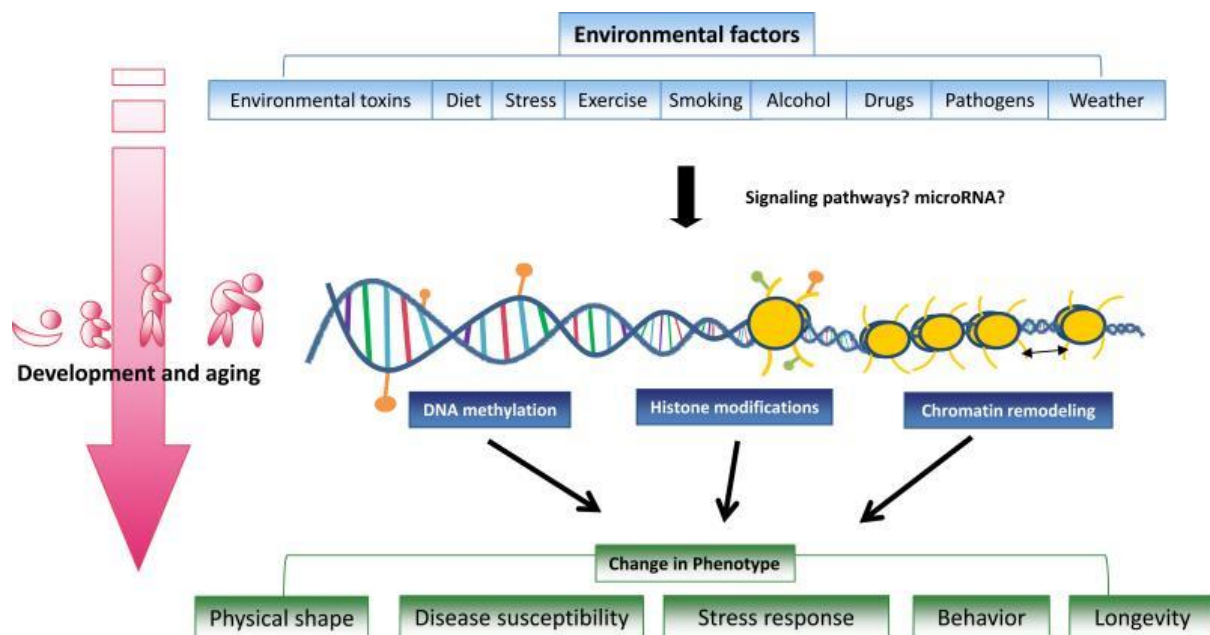 Environmental factors
Environmental toxins
Diet
Stress
Exercise
Smoking
Alcohol
Drugs
Pathogens
Weather
Signaling pathways? microRNA?
Development and aging
DNA methylation
Histone modifications
Chromatin remodeling
Change in Phenotype
Physical shape
Disease susceptibility
Stress response
Behavior
Longevity